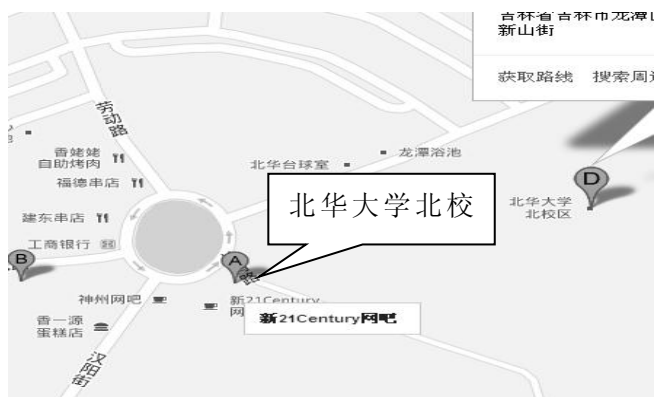 吉林省吉林市龙潭区
新山街
获取路线 搜索周边
劳动路
香姥姥
自助烤肉
龙潭浴池
北华台球室
福德串店
D
北华大学北校
北华大学
北校区
建东串店
工商银行
B
A
路
神州网吧
新21Century
网
新21Century网吧
香一源
蛋糕店
汉阳街